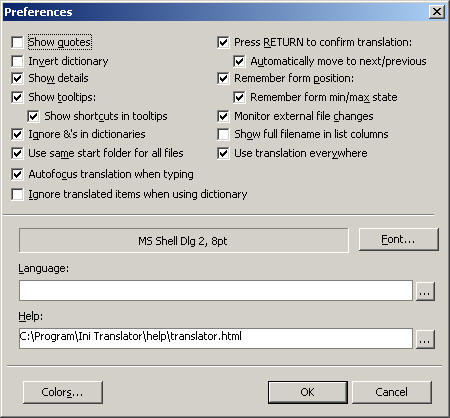 Preferences
Show quotes
Invert dictionary
Show details
Show tooltips:
Show shortcuts in tooltips
Ignore &'s in dictionaries
Use same start folder for all files
Autofocus translation when typing
Ignore translated items when using dictionary
Press RETURN to confirm translation:
Automatically move to next/previous
Remember form position:
Remember form min/max state
Monitor external file changes
Show full filename in list columns
Use translation everywhere
MS Shell Dlg 2, 8pt
Font...
Language:
...
Help:
C:\Program\Ini Translator\help\translator.html
...
Colors...
OK
Cancel